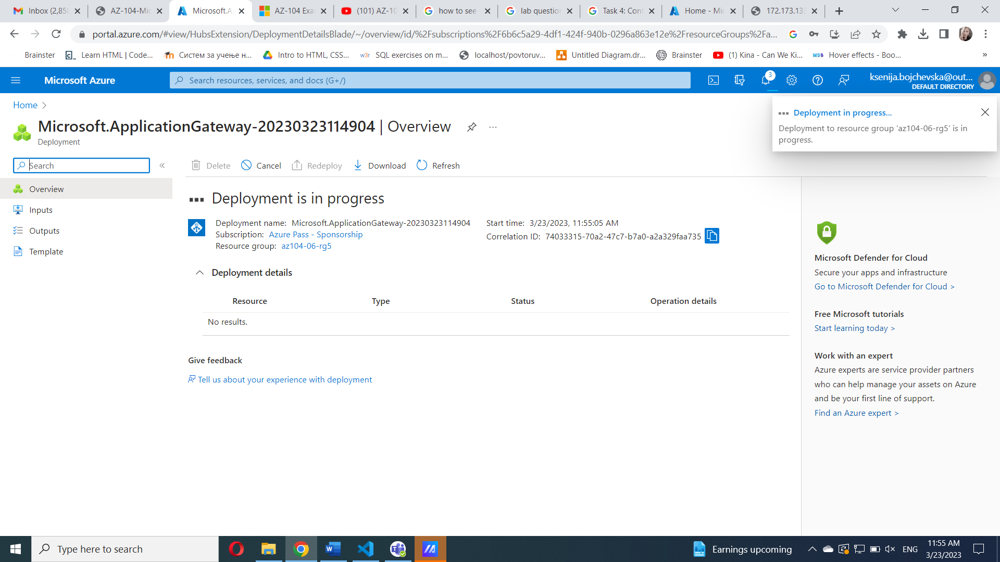 Inbox (2,858
AZ-104-Mic
Microsoft.A
AZ-104 Exa
(101) AZ-10
how to see
lab question
Task 4: Cont
Home - Mic
172.173.133
portal.azure.com/#view/HubsExtension/DeploymentDetailsBlade/~/overview/id/%2Fsubscriptions%2F6b6c5a29-4df1-424f-940b-0296a863e12e%2FresourceGroups%2Fa...
Brainster
Learn HTML | Code...
Систем за учење н...
Intro to HTML, CSS...
w3r SQL exercises on m...
localhost/povtoruv...
Untitled Diagram.dr...
Brainster
(1) Kina - Can We Ki...
MDB Hover effects - Boo...
»
Microsoft Azure
Search resources, services, and docs (G+/)
3
ksenija.bojchevska@out...
DEFAULT DIRECTORY
Home
Deployment in progress...
Deployment to resource group 'az104-06-rg5' is in
progress.
Microsoft.ApplicationGateway-20230323114904 | Overview
...
Deployment
Search
«
Delete
Cancel
Redeploy
Download
Refresh
Overview
Inputs
Outputs
Template
Deployment is in progress
Deployment name: Microsoft.ApplicationGateway-20230323114904
Subscription: Azure Pass - Sponsorship
Resource group: az104-06-rg5
Start time: 3/23/2023, 11:55:05 AM
Correlation ID: 74033315-70a2-47c7-b7a0-a2a329faa735
Deployment details
Resource Type Status Operation details
No results.
Give feedback
Tell us about your experience with deployment
Microsoft Defender for Cloud
Secure your apps and infrastructure
Go to Microsoft Defender for Cloud >
Free Microsoft tutorials
Start learning today >
Work with an expert
Azure experts are service provider partners
who can help manage your assets on Azure
and be your first line of support.
Find an Azure expert >
Type here to search
Earnings upcoming
ENG
11:55 AM
3/23/2023